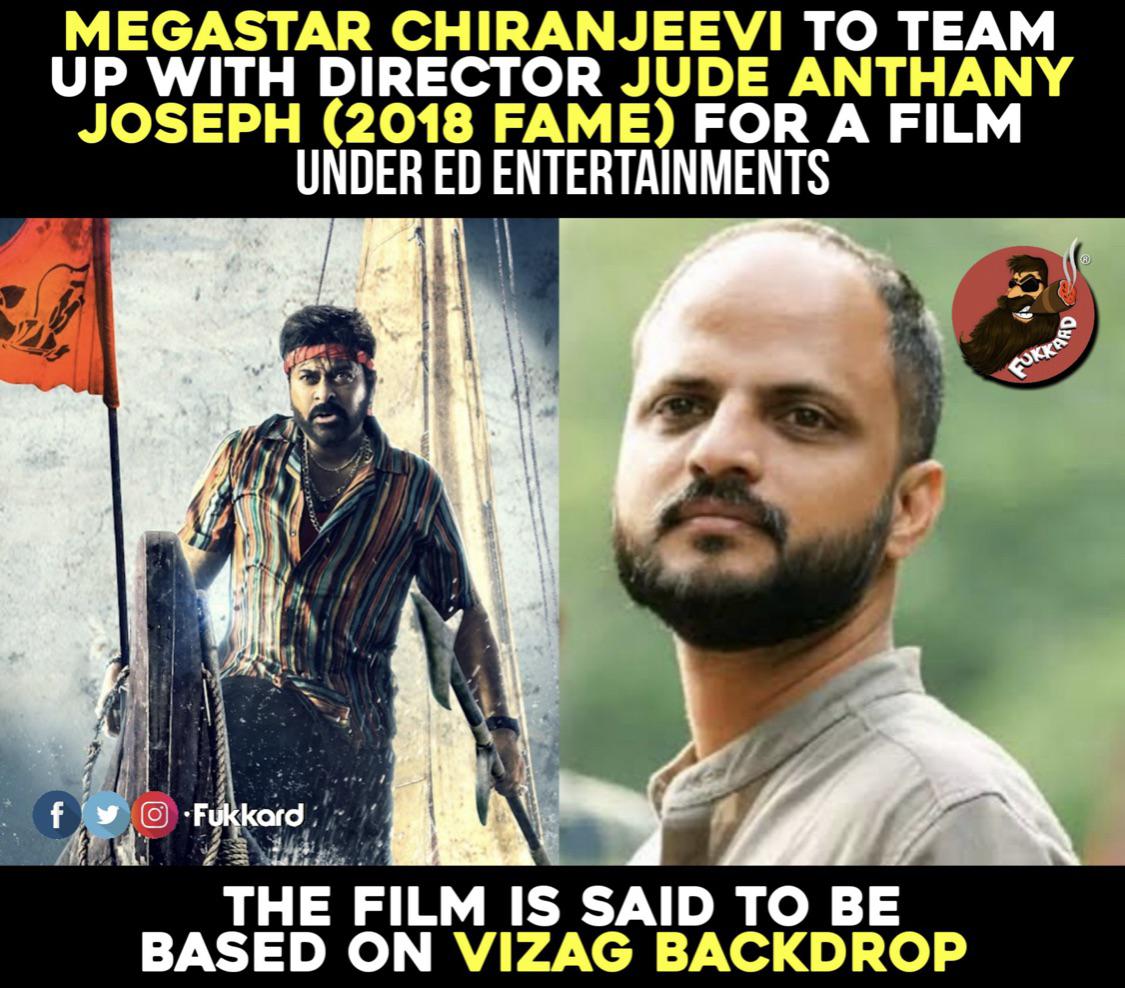 MEGASTAR CHIRANJEEVI TO TEAM
UP WITH DIRECTOR JUDE ANTHANY
JOSEPH (2018 FAME) FOR A FILM
UNDER ED ENTERTAINMENTS
®
FUKKARD
f
·Fukkard
THE FILM IS SAID TO BE
BASED ON VIZAG BACKDROP